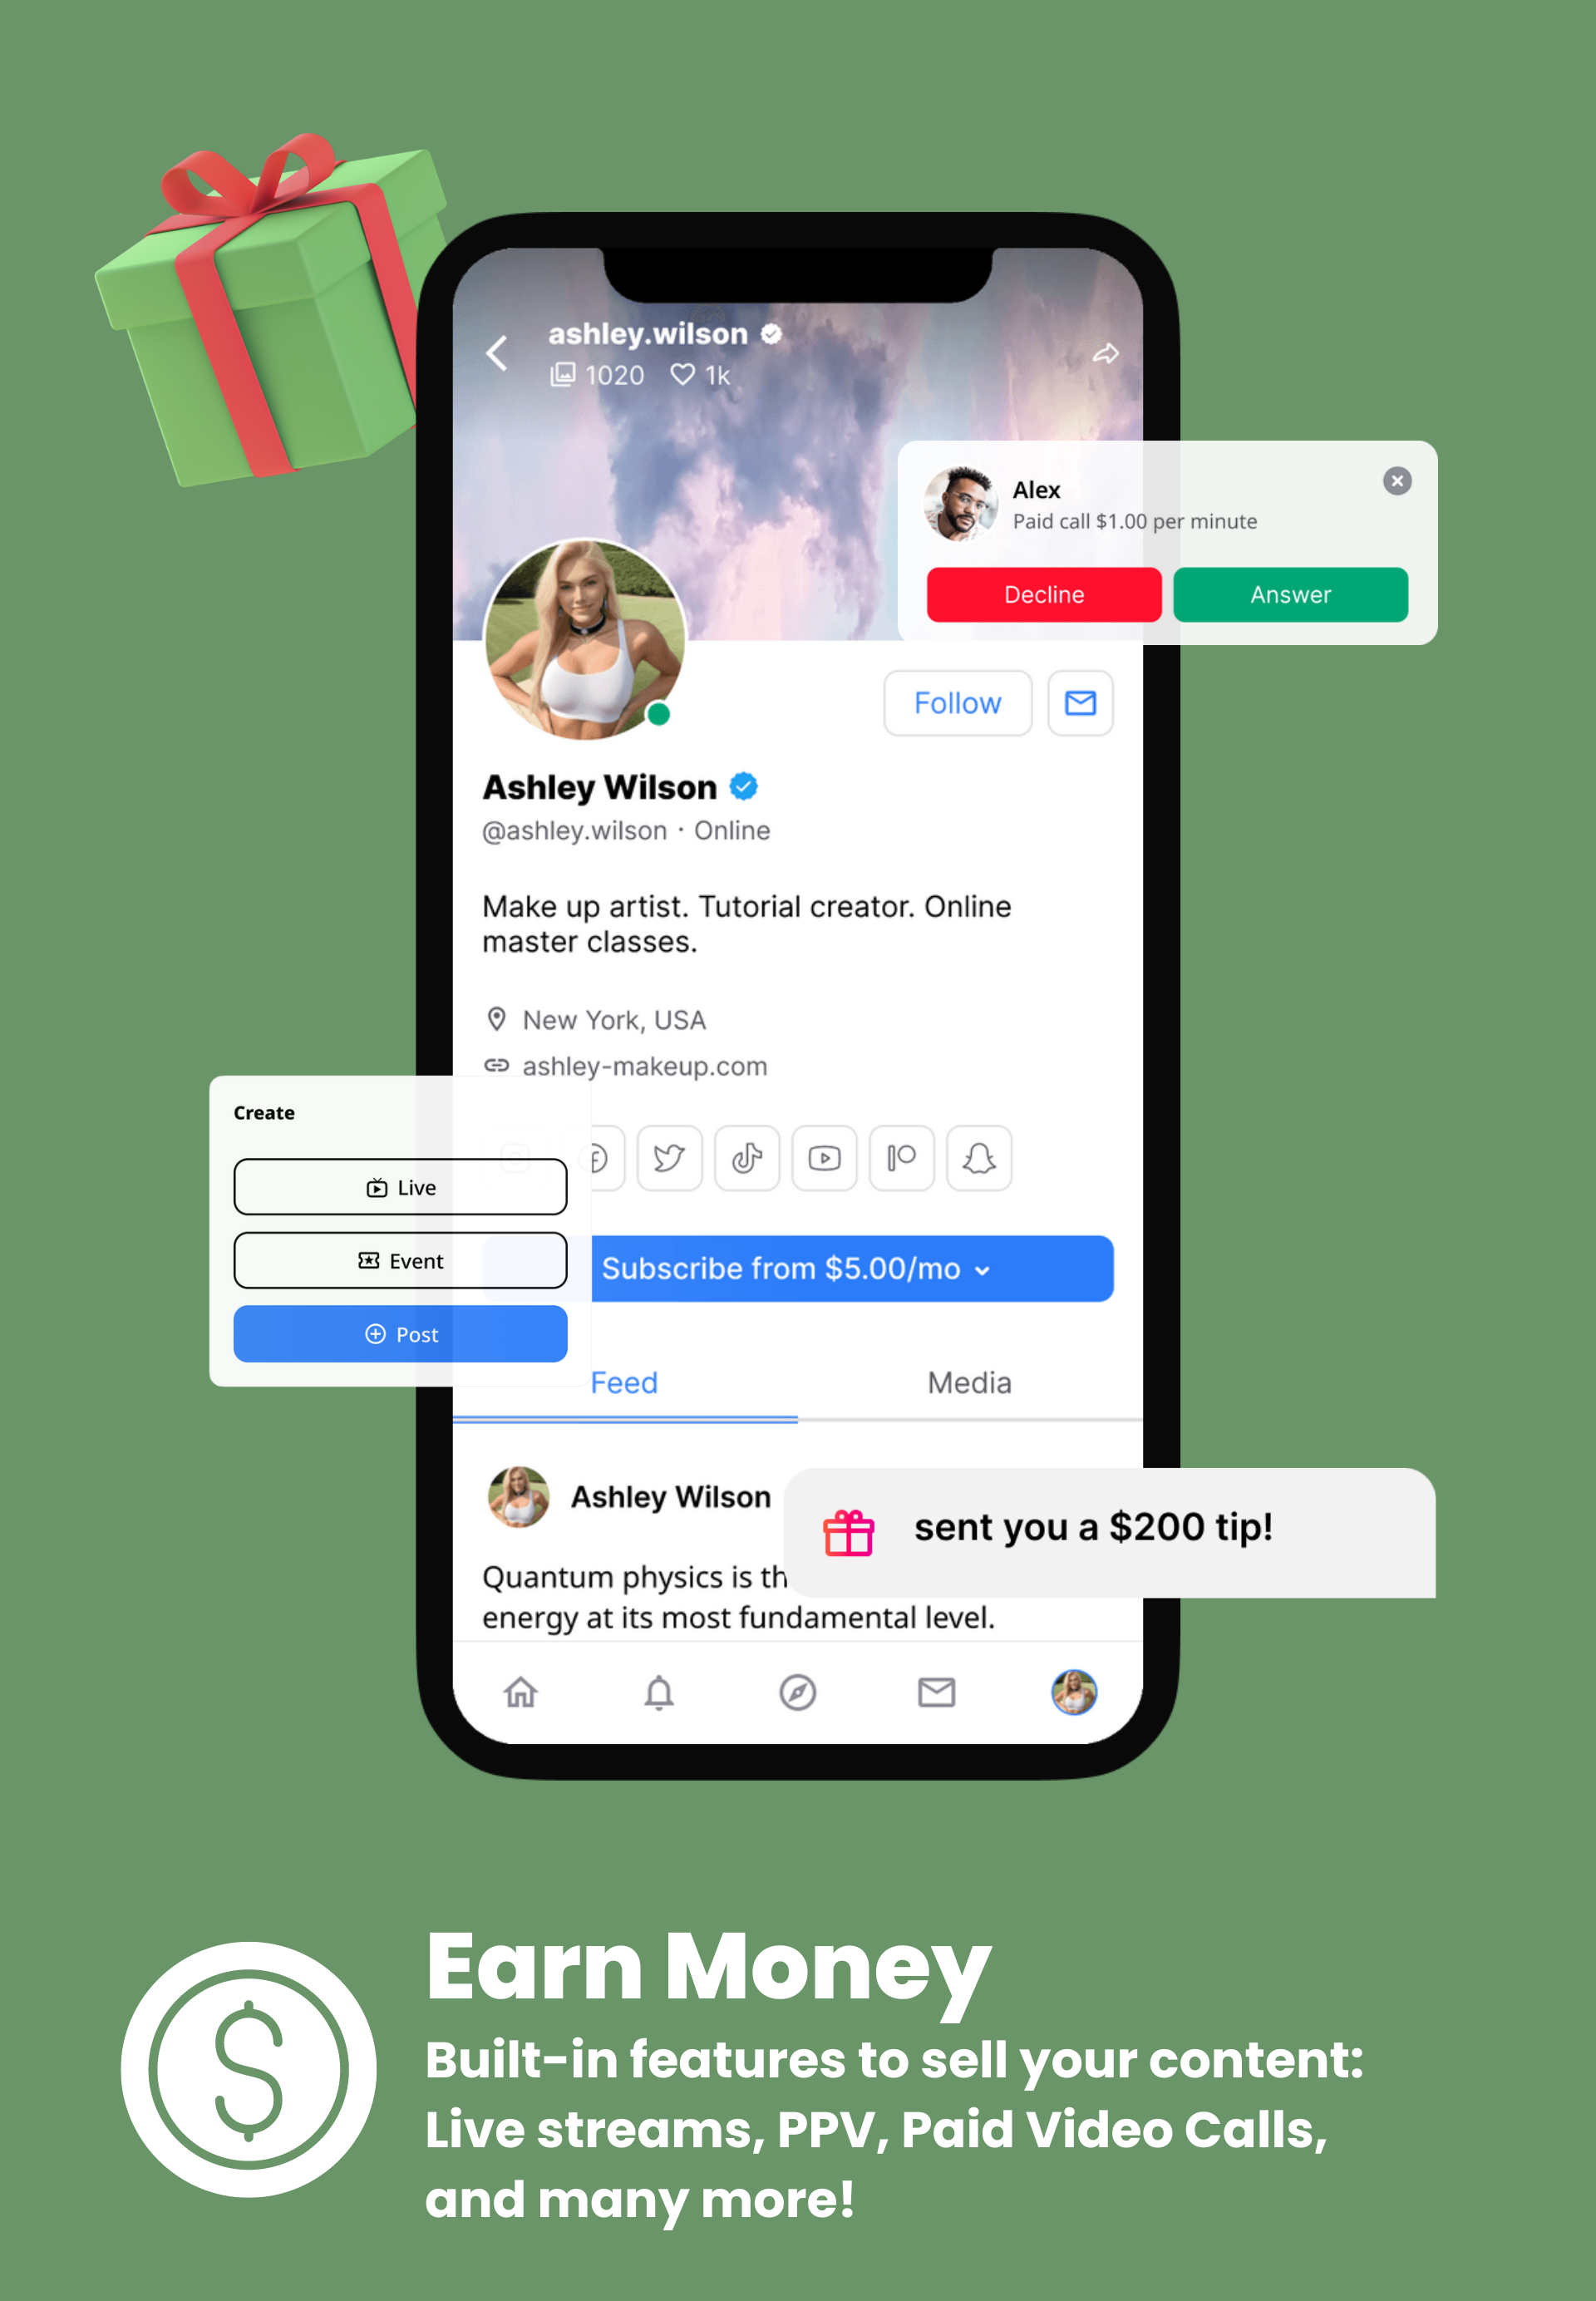 ashley.wilson
1020 1k
Alex
Paid call $1.00 per minute
Decline Answer
Follow
Ashley Wilson
@ashley.wilson · Online
Make up artist. Tutorial creator. Online
master classes.
New York, USA
ashley-makeup.com
Create
Live
Event
Post
Subscribe from $5.00/mo
Feed Media
Ashley Wilson
sent you a $200 tip!
Quantum physics is th
energy at its most fundamental level.
Earn Money
Built-in features to sell your content:
Live streams, PPV, Paid Video Calls,
and many more!